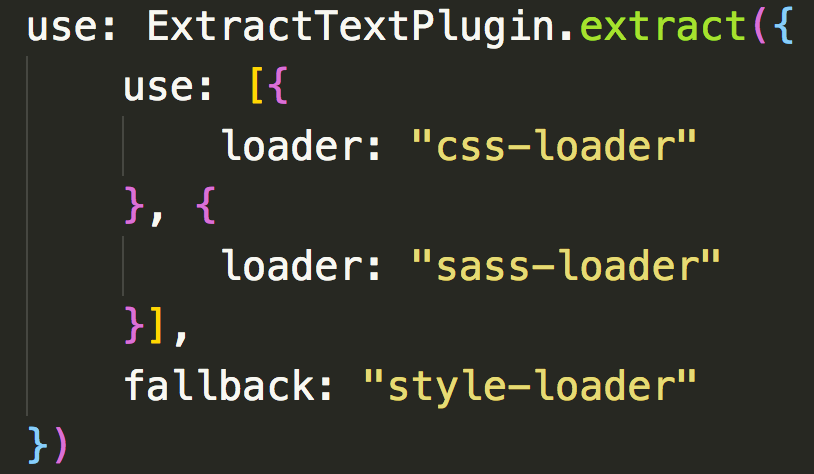 use: ExtractTextPlugin.extract({
    use: [{
        loader: "css-loader"
    }, {
        loader: "sass-loader"
    }],
    fallback: "style-loader"
})